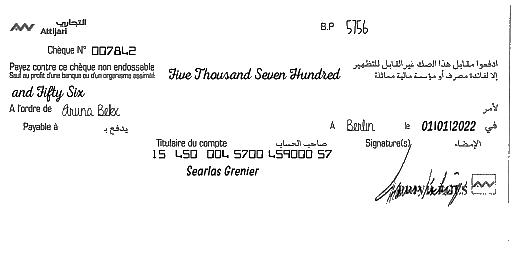 التجاري
Attijari
B.P 5756
Chèque N° 007842
Payez contre ce chèque non endossable
ادفعوا مقابل هذا الصك غير القابل للتظهير
Sauf au profit d'une banque ou d'un organisme assimilé
إلا لفائدة مصرف أو مؤسسة مالية مماثلة
Five Thousand Seven Hundred
and Fifty Six
A l'ordre de Aruna Belex
لأمر
Payable à يدفع بـ
A Berlin le 01/01/2022 في
Titulaire du compte صاحب الحساب
Signature(s) الإمضاء
15 450 004 5700 459000 57
Searlas Grenier